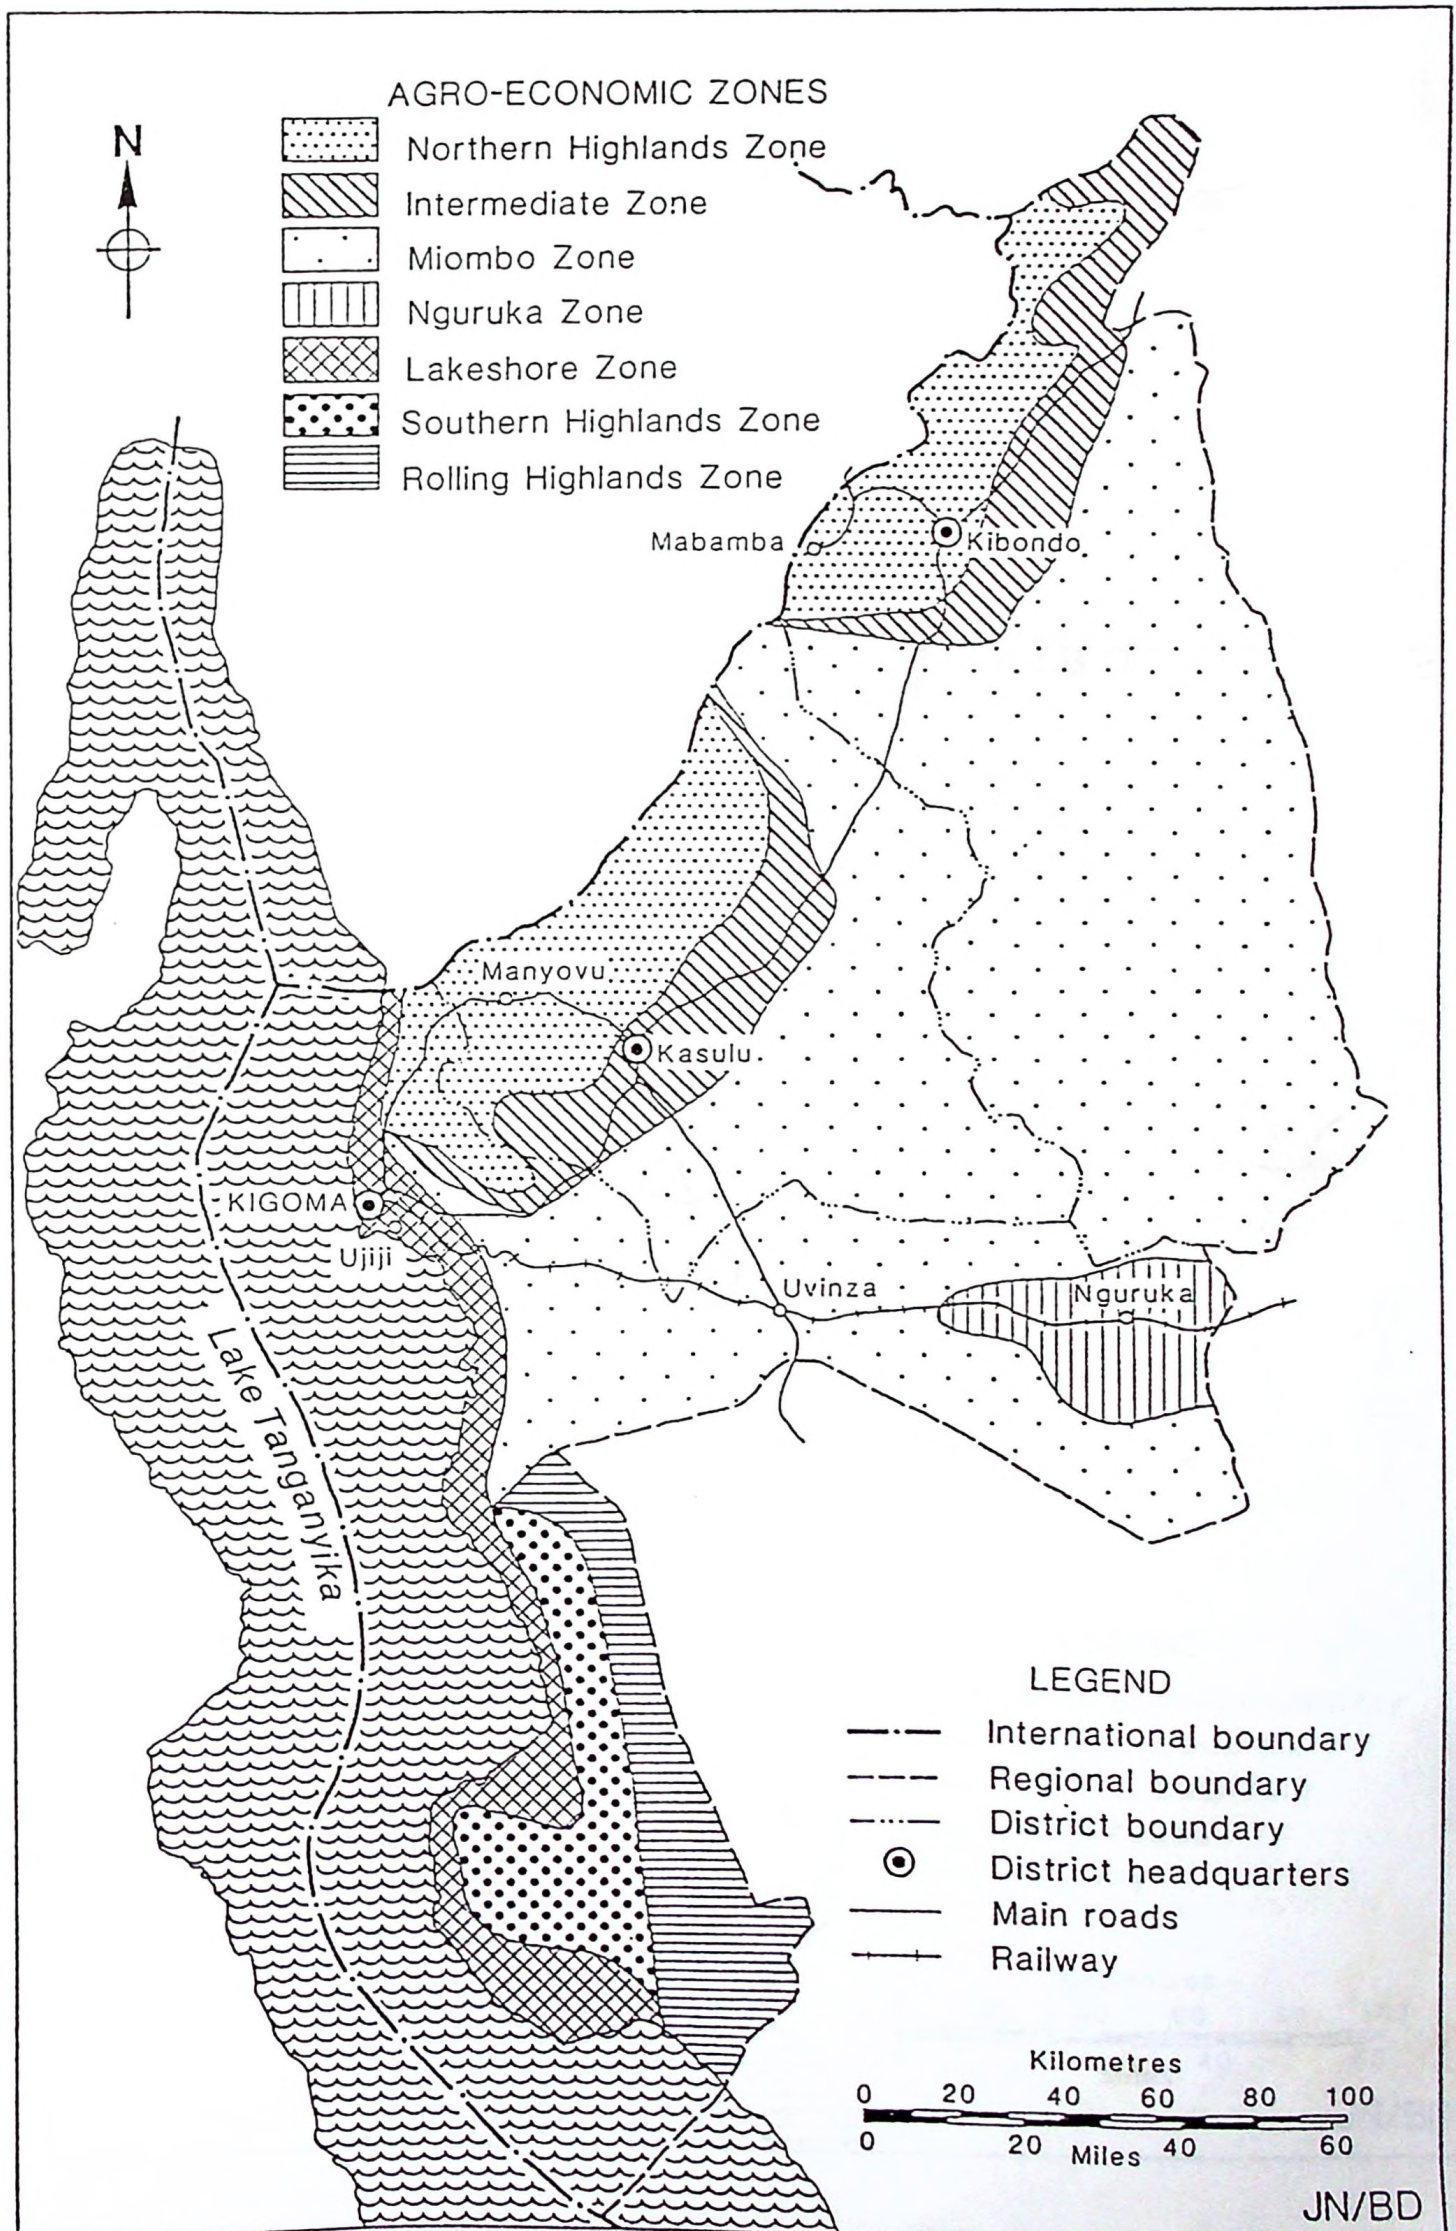 AGRO-ECONOMIC ZONES
N
Northern Highlands Zone
Intermediate Zone
Miombo Zone
Nguruka Zone
Lakeshore Zone
Southern Highlands Zone
Rolling Highlands Zone
Mabamba
Kibondo
Manyovu
Kasulu
KIGOMA
Ujiji
Uvinza
Nguruka
Lake Tanganyika
LEGEND
International boundary
Regional boundary
District boundary
District headquarters
Main roads
Railway
Kilometres
0 20 40 60 80 100
0 20 40 60
Miles
JN/BD